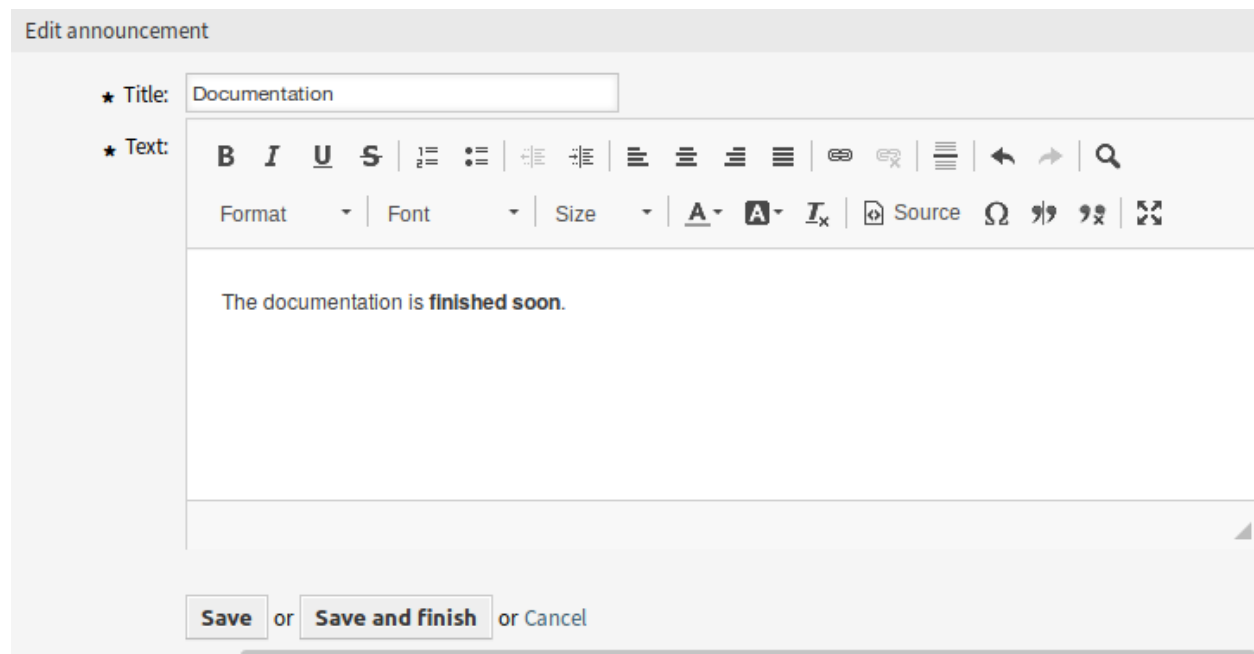 Edit announcement
★ Title: Documentation
★ Text:
B I U S
Format Font Size A A Ix Source Ω
The documentation is finished soon.
Save or Save and finish or Cancel